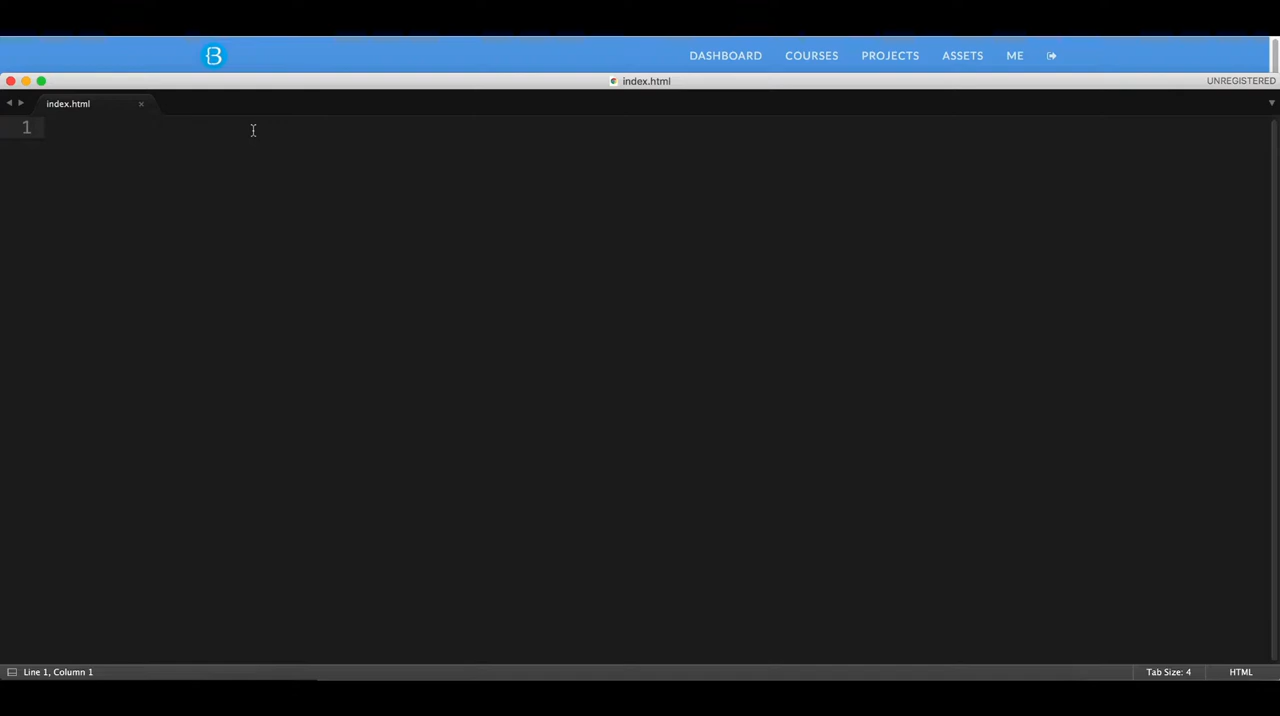 B
DASHBOARD COURSES PROJECTS ASSETS ME
index.html UNREGISTERED
index.html
1
Line 1, Column 1 Tab Size: 4 HTML